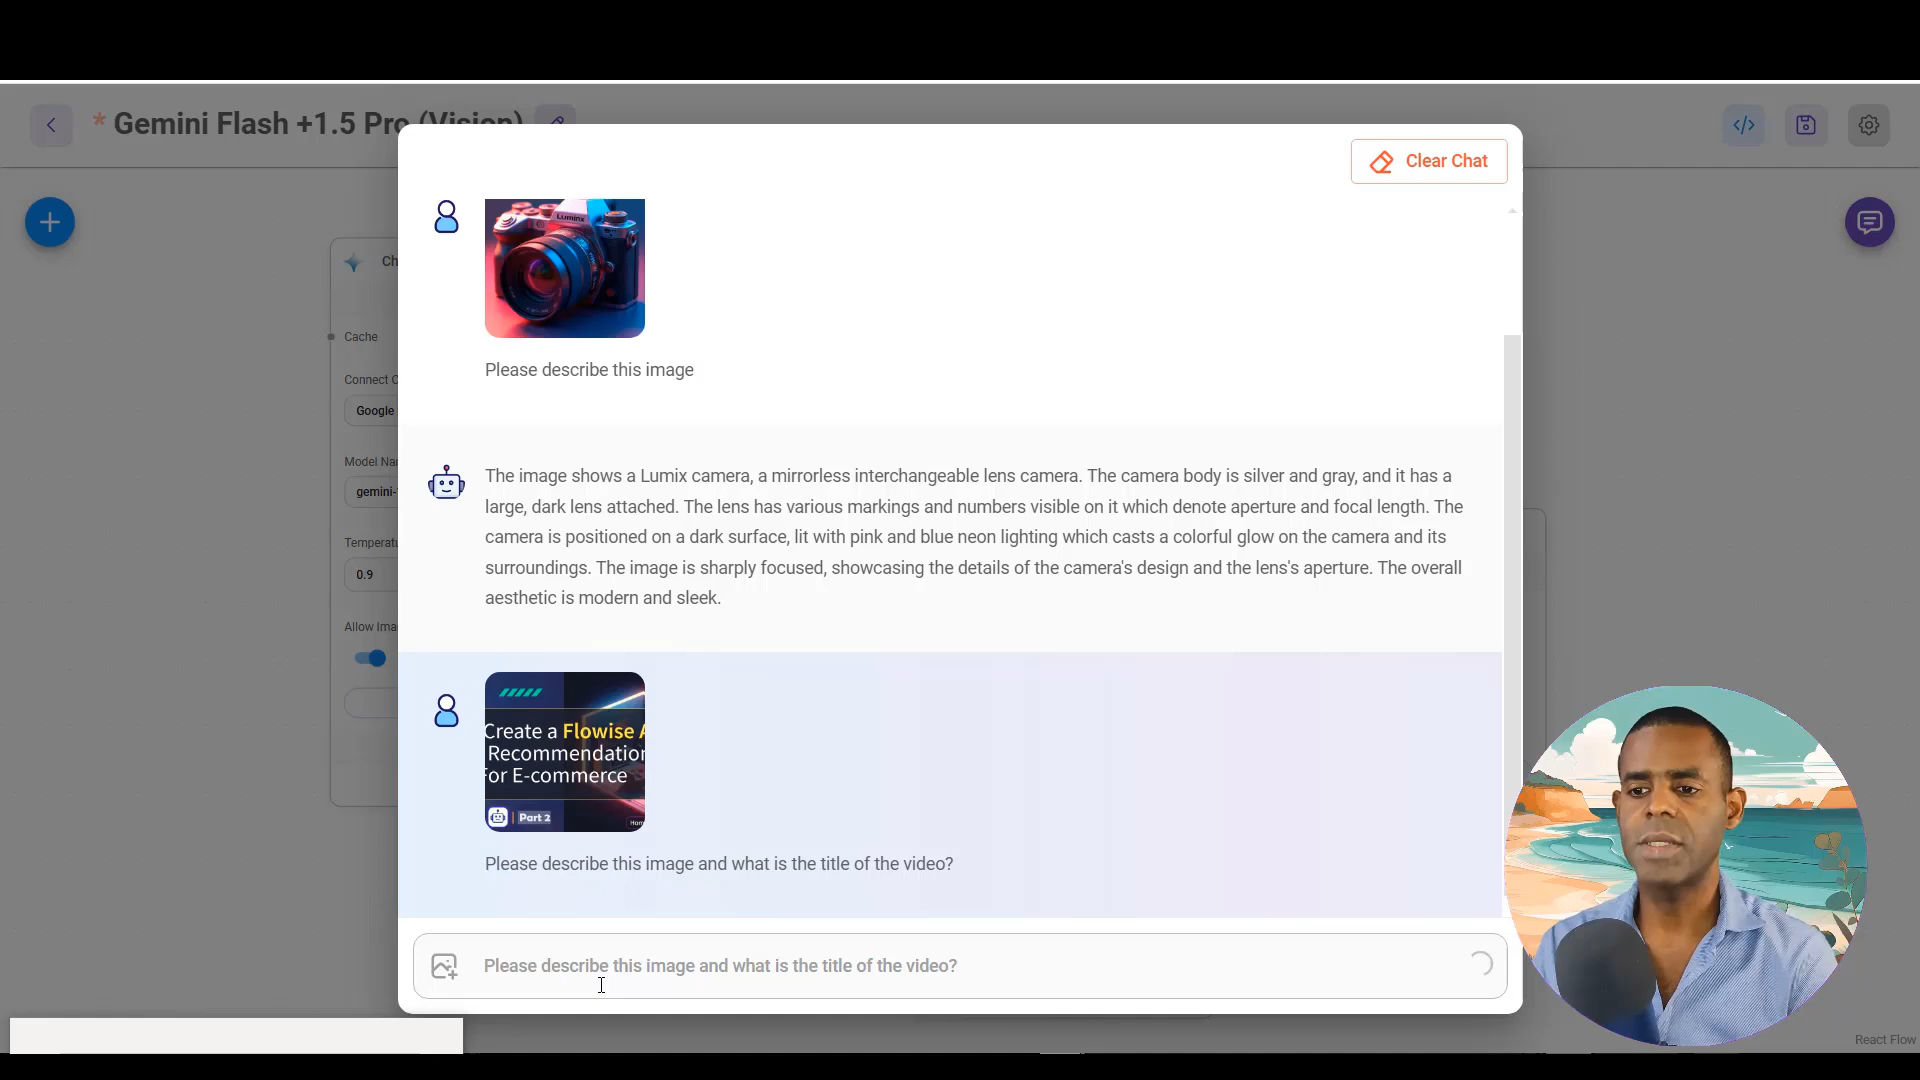 * Gemini Flash +1.5 Pro (Vision)
Clear Chat
Luminx
Please describe this image
Cache
Connect C
Google
Model Na
gemini-
Temperatu
0.9
Allow Ima
The image shows a Lumix camera, a mirrorless interchangeable lens camera. The camera body is silver and gray, and it has a
large, dark lens attached. The lens has various markings and numbers visible on it which denote aperture and focal length. The
camera is positioned on a dark surface, lit with pink and blue neon lighting which casts a colorful glow on the camera and its
surroundings. The image is sharply focused, showcasing the details of the camera's design and the lens's aperture. The overall
aesthetic is modern and sleek.
Create a Flowise A
Recommendation
For E-commerce
Part 2
Please describe this image and what is the title of the video?
Please describe this image and what is the title of the video?
React Flow